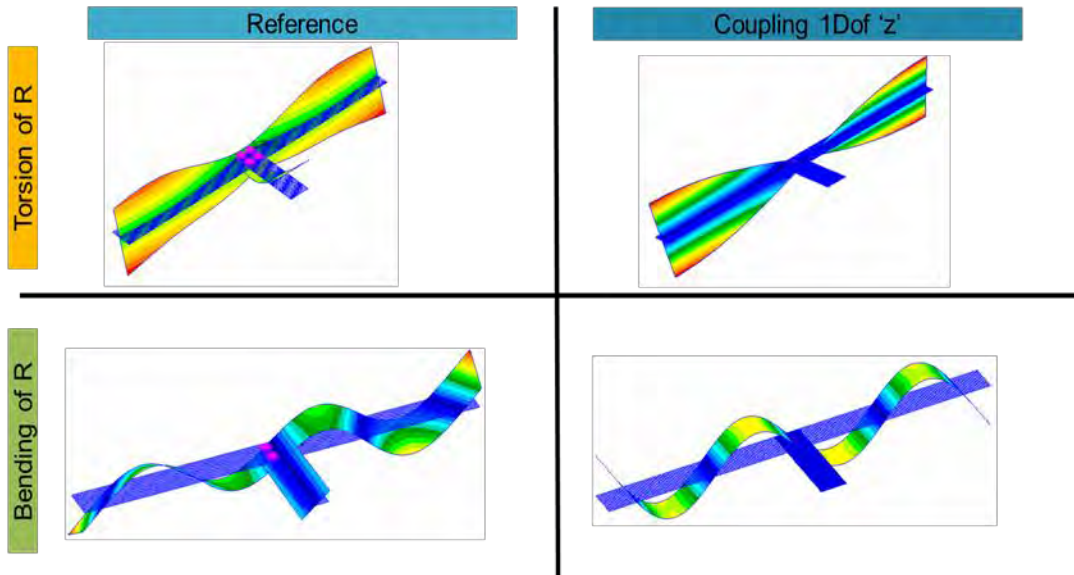 Reference
Coupling 1Dof 'z'
Torsion of R
Bending of R